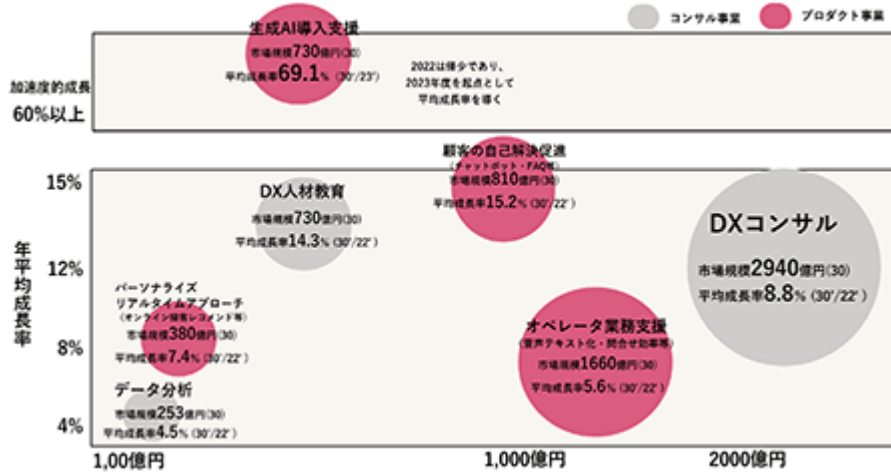 コンサル事業
プロダクト事業
生成AI導入支援
市場規模730億円(30)
平均成長率69.1% (30'/23')
2022は僅少であり、
2023年度を起点として
平均成長率を導く
加速度的成長
60%以上
年平均成長率
15%
12%
8%
4%
顧客の自己解決促進
(チャットボット・FAQ等)
市場規模810億円(30)
平均成長率15.2% (30'/22')
DX人材教育
市場規模730億円(30)
平均成長率14.3% (30'/22')
DXコンサル
市場規模2940億円(30)
平均成長率8.8% (30'/22')
パーソナライズ
リアルタイムアプローチ
(オンライン接客レコメンド等)
市場規模380億円(30)
平均成長率7.4% (30'/22')
オペレータ業務支援
(音声テキスト化・問合せ効率等)
市場規模1660億円(30)
平均成長率5.6% (30'/22')
データ分析
市場規模253億円(30)
平均成長率4.5% (30'/22')
1,00億円
1,000億円
2000億円